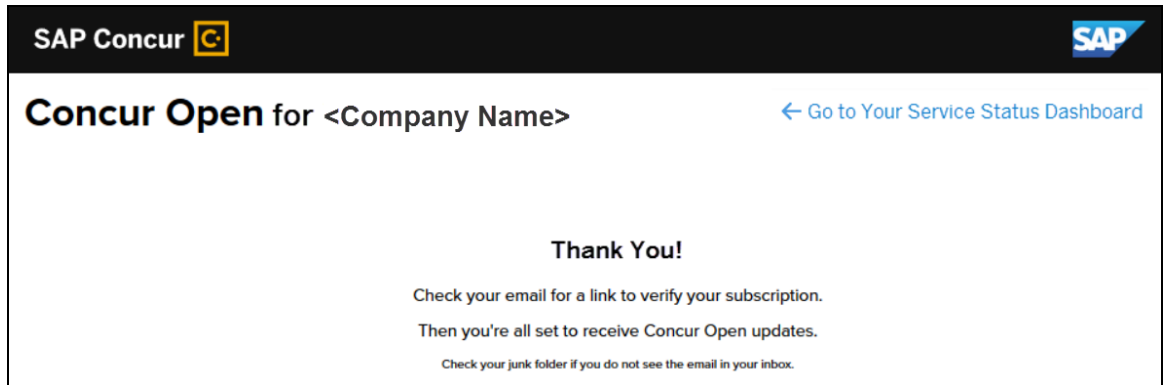 SAP Concur C.
SAP
Concur Open for <Company Name>
← Go to Your Service Status Dashboard
Thank You!
Check your email for a link to verify your subscription.
Then you're all set to receive Concur Open updates.
Check your junk folder if you do not see the email in your inbox.